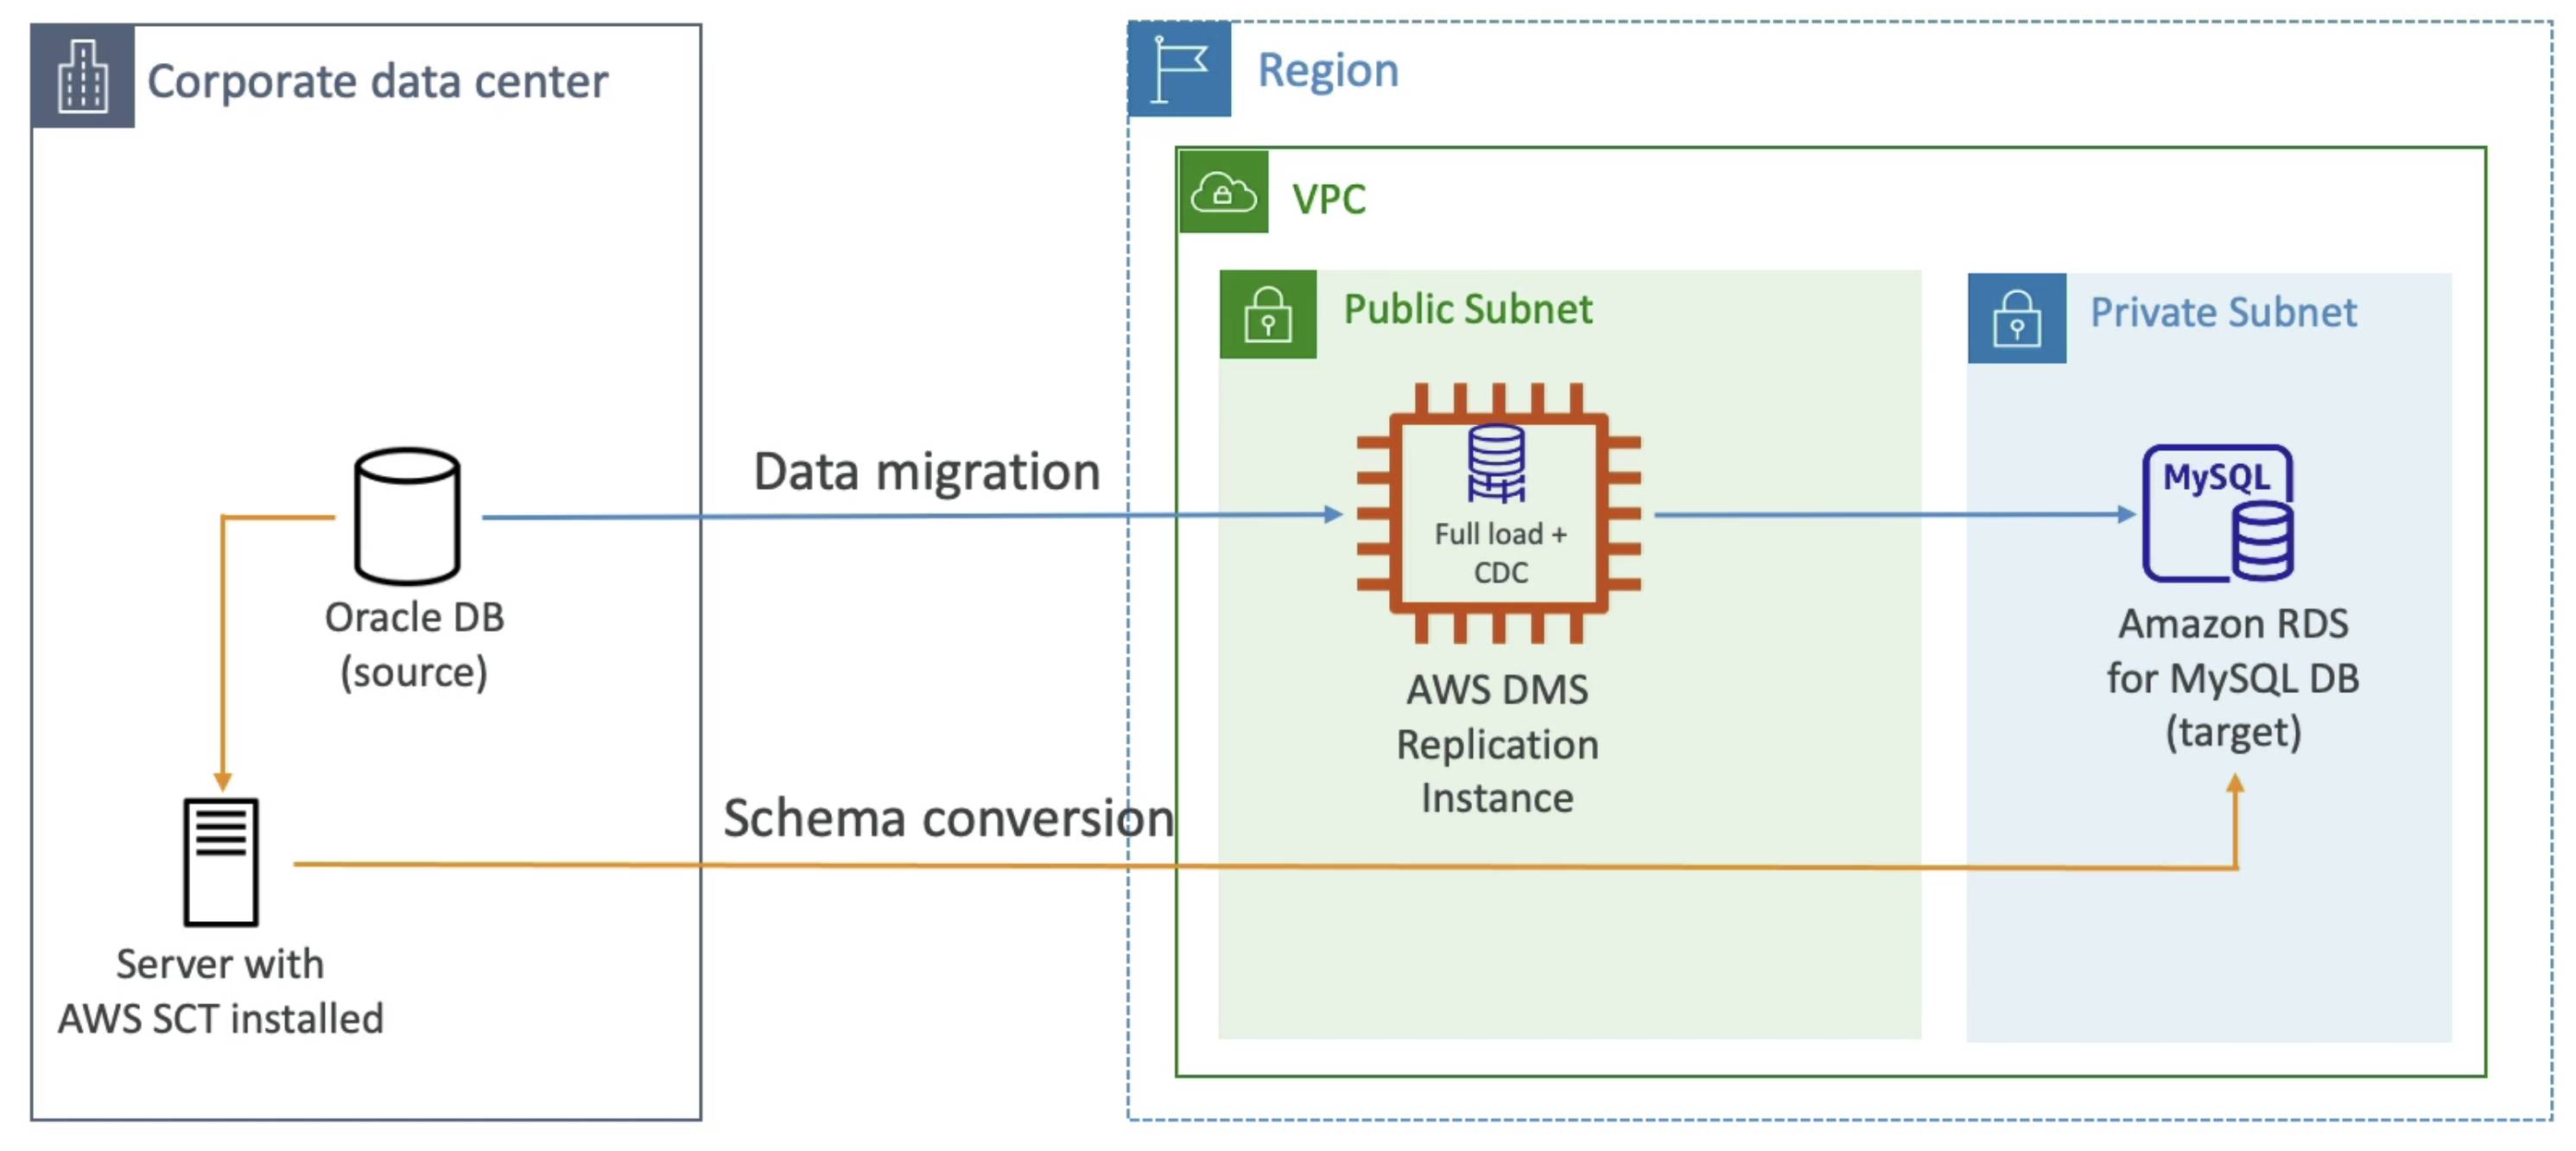 Corporate data center
Region
VPC
Public Subnet
Private Subnet
Data migration
MySQL
Full load +
CDC
Oracle DB
(source)
Amazon RDS
for MySQL DB
(target)
AWS DMS
Replication
Instance
Schema conversion
Server with
AWS SCT installed